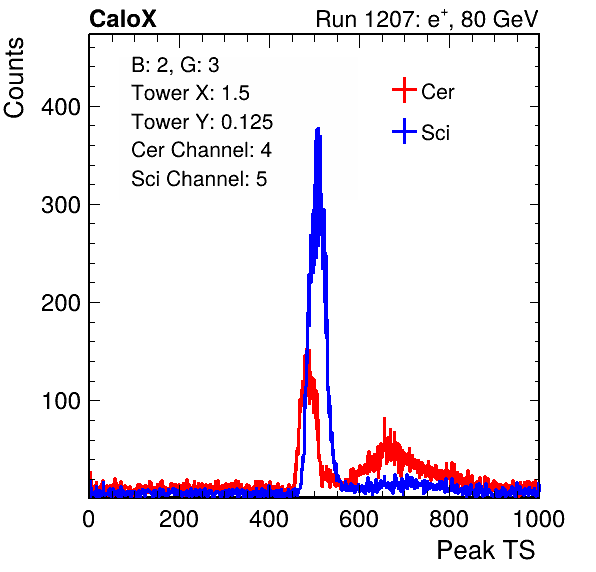 CaloX Run 1207: e⁺, 80 GeV
Counts
B: 2, G: 3
Tower X: 1.5
Tower Y: 0.125
Cer Channel: 4
Sci Channel: 5
Cer
Sci
400
300
200
100
0 200 400 600 800 1000
Peak TS